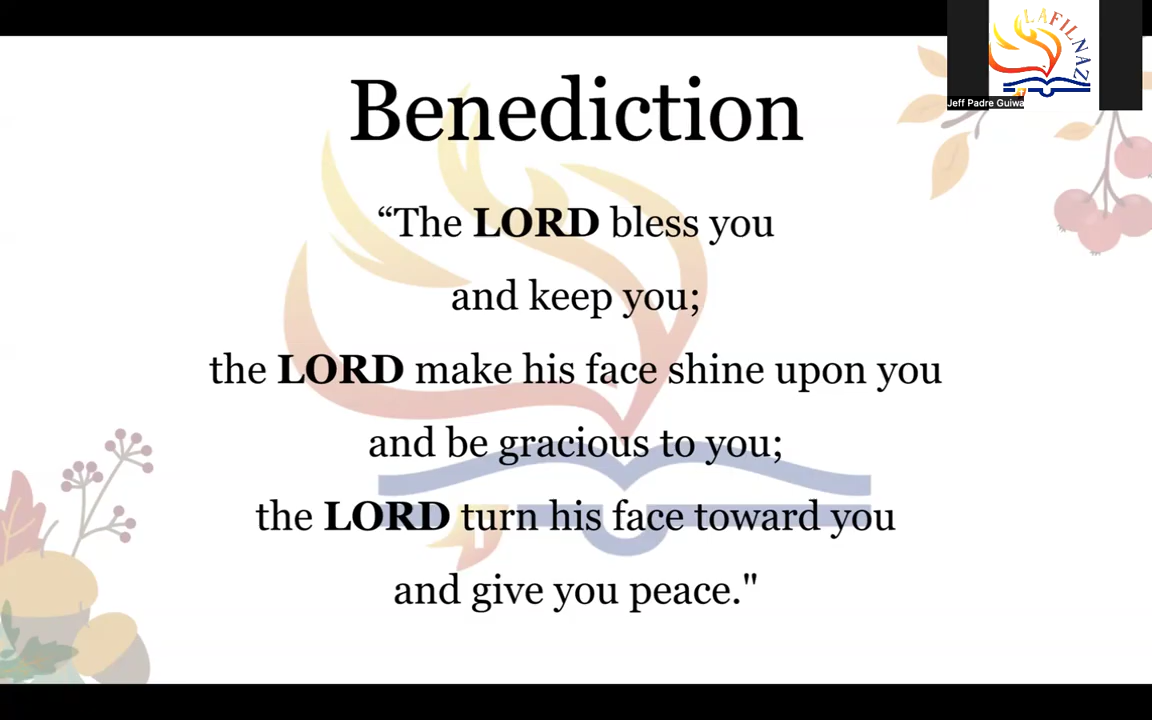 LAFILNAZ
Jeff Padre Guiwa
Benediction
“The LORD bless you
and keep you;
the LORD make his face shine upon you
and be gracious to you;
the LORD turn his face toward you
and give you peace."